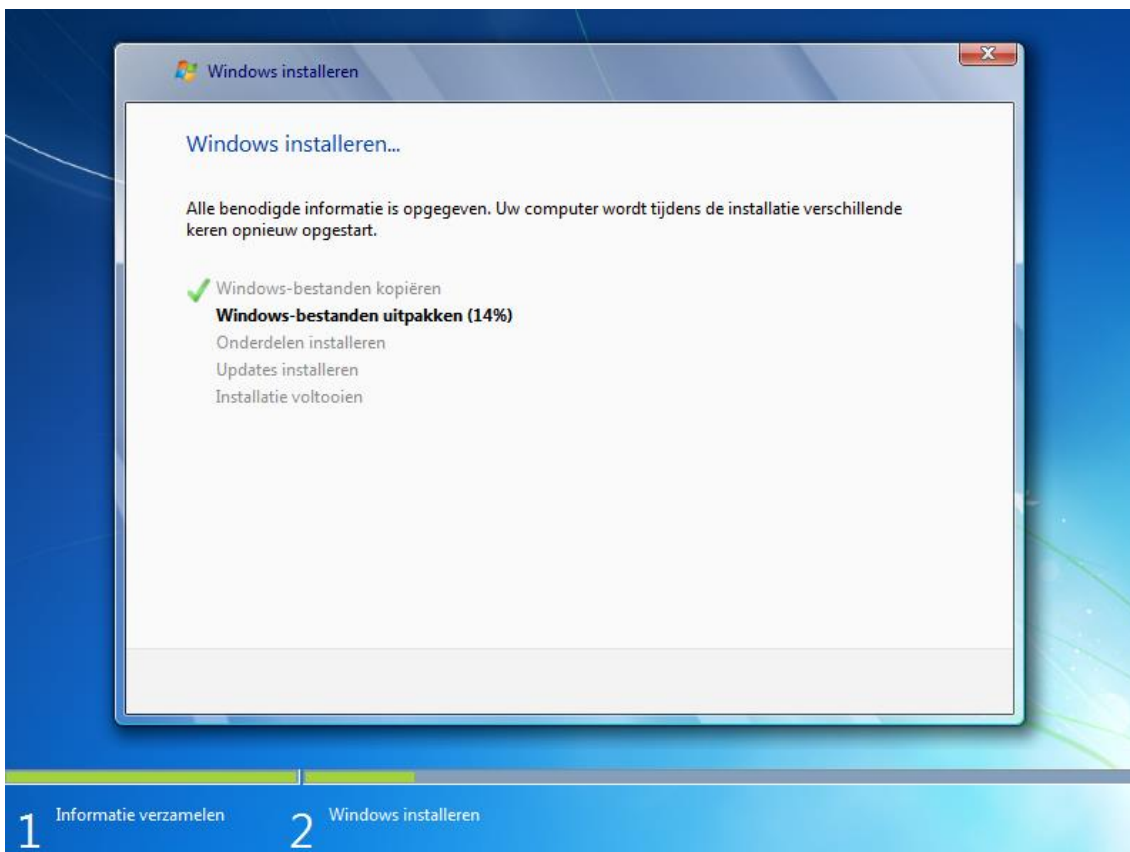 Windows installeren
Windows installeren...
Alle benodigde informatie is opgegeven. Uw computer wordt tijdens de installatie verschillende
keren opnieuw opgestart.
Windows-bestanden kopiëren
Windows-bestanden uitpakken (14%)
Onderdelen installeren
Updates installeren
Installatie voltooien
1 Informatie verzamelen
2 Windows installeren